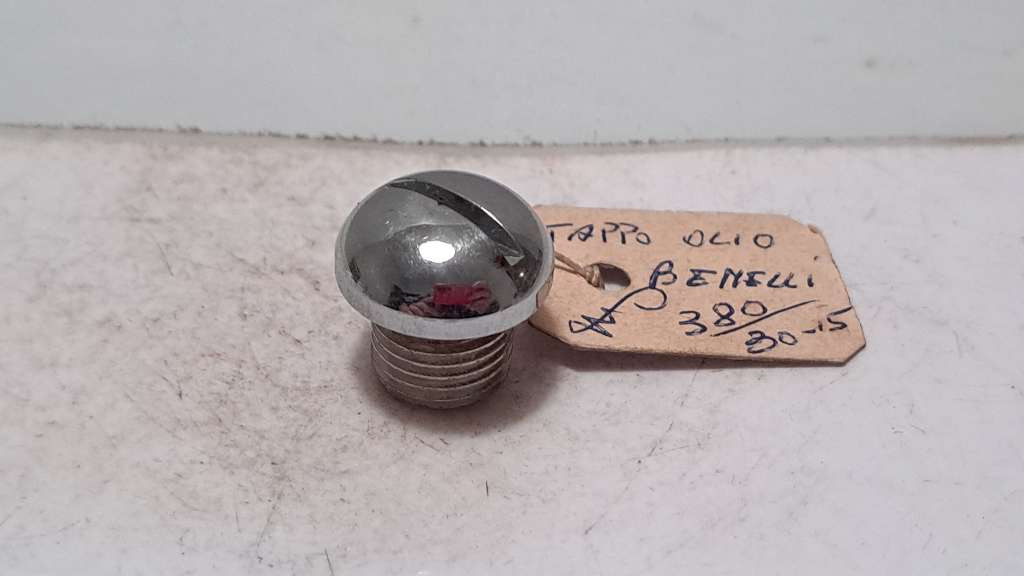 TAPPO OLIO
BENELLI
380/30-15